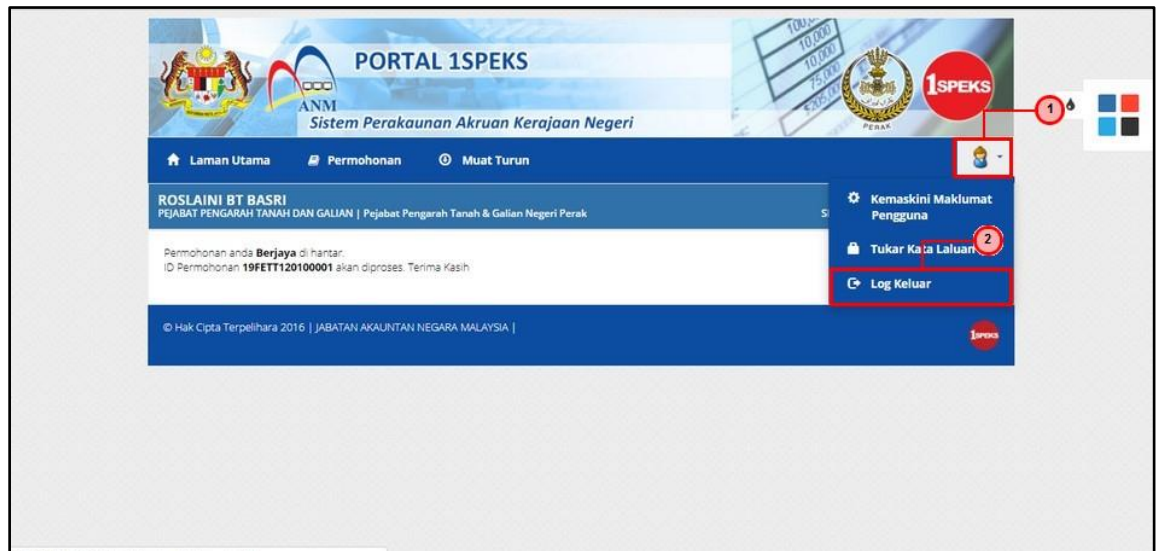 PORTAL 1SPEKS
ANM
Sistem Perakaunan Akruan Kerajaan Negeri
PERAK
1SPEKS
1
Laman Utama Permohonan Muat Turun
ROSLAINI BT BASRI
PEJABAT PENGARAH TANAH DAN GALIAN | Pejabat Pengarah Tanah & Galian Negeri Perak
Kemaskini Maklumat
Pengguna
2
Tukar Kata Laluan
Log Keluar
Permohonan anda Berjaya di hantar.
ID Permohonan 19FETT120100001 akan diproses. Terima Kasih
© Hak Cipta Terpelihara 2016 | JABATAN AKAUNTAN NEGARA MALAYSIA |
1SPEKS